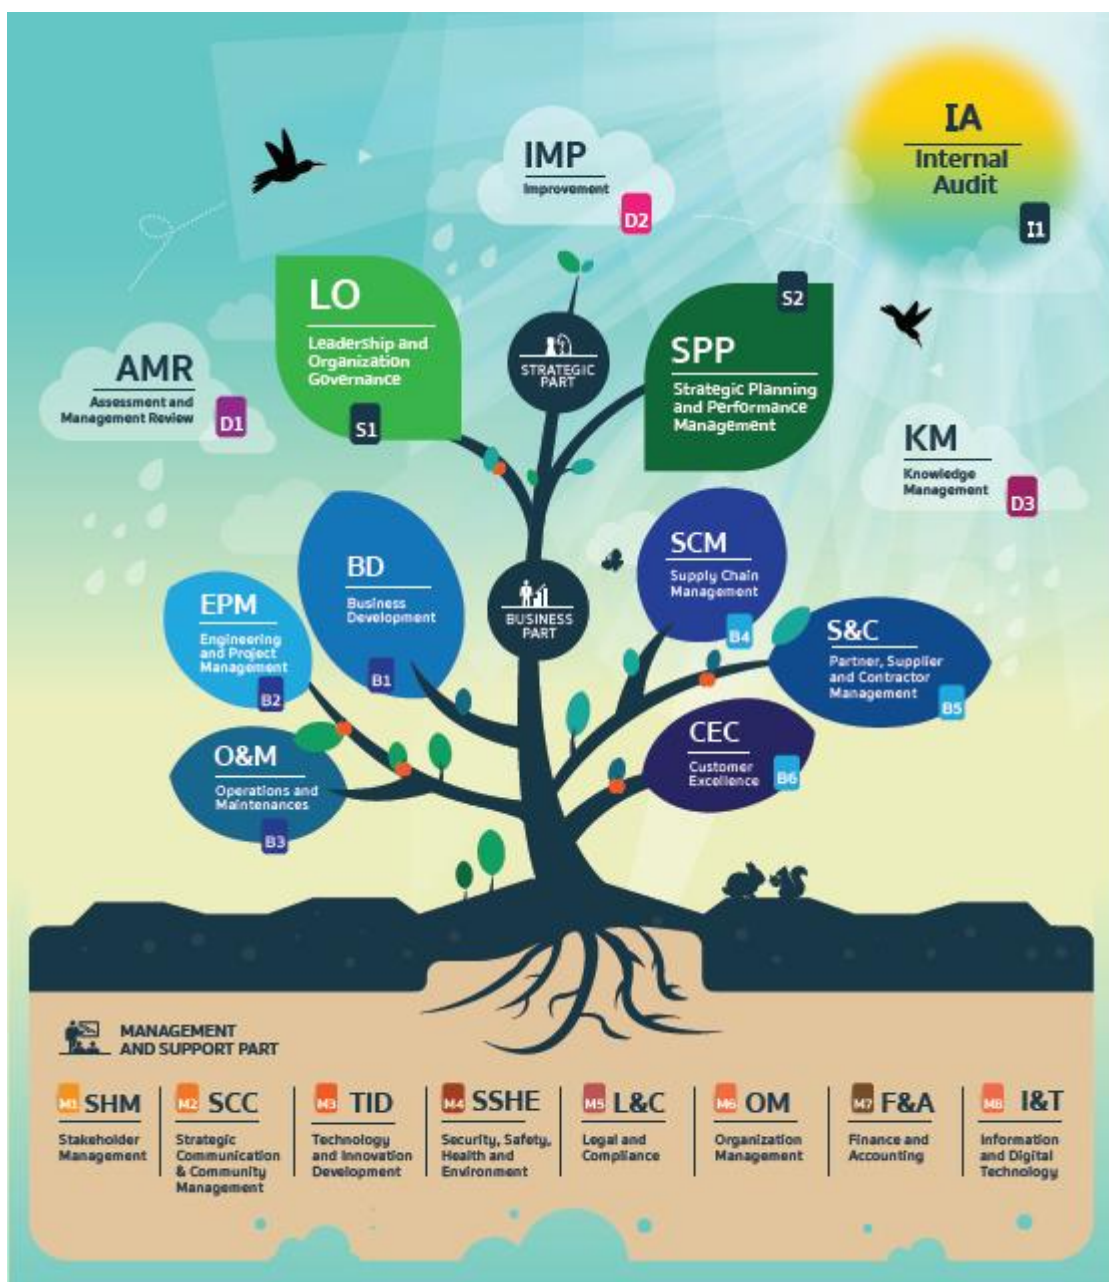 IA
Internal
Audit
I1
IMP
Improvement
D2
LO
Leadership and
Organization
Governance
S1
STRATEGIC
PART
S2
SPP
Strategic Planning
and Performance
Management
AMR
Assessment and
Management Review
D1
KM
Knowledge
Management
D3
BD
Business
Development
B1
SCM
Supply Chain
Management
B4
EPM
Engineering
and Project
Management
B2
BUSINESS
PART
S&C
Partner, Supplier
and Contractor
Management
B5
O&M
Operations and
Maintenances
B3
CEC
Customer
Excellence
B6
MANAGEMENT
AND SUPPORT PART
M1 SHM
Stakeholder
Management
M2 SCC
Strategic
Communication
& Community
Management
M3 TID
Technology
and Innovation
Development
M4 SSHE
Security, Safety,
Health and
Environment
M5 L&C
Legal and
Compliance
M6 OM
Organization
Management
M7 F&A
Finance and
Accounting
M8 I&T
Information
and Digital
Technology